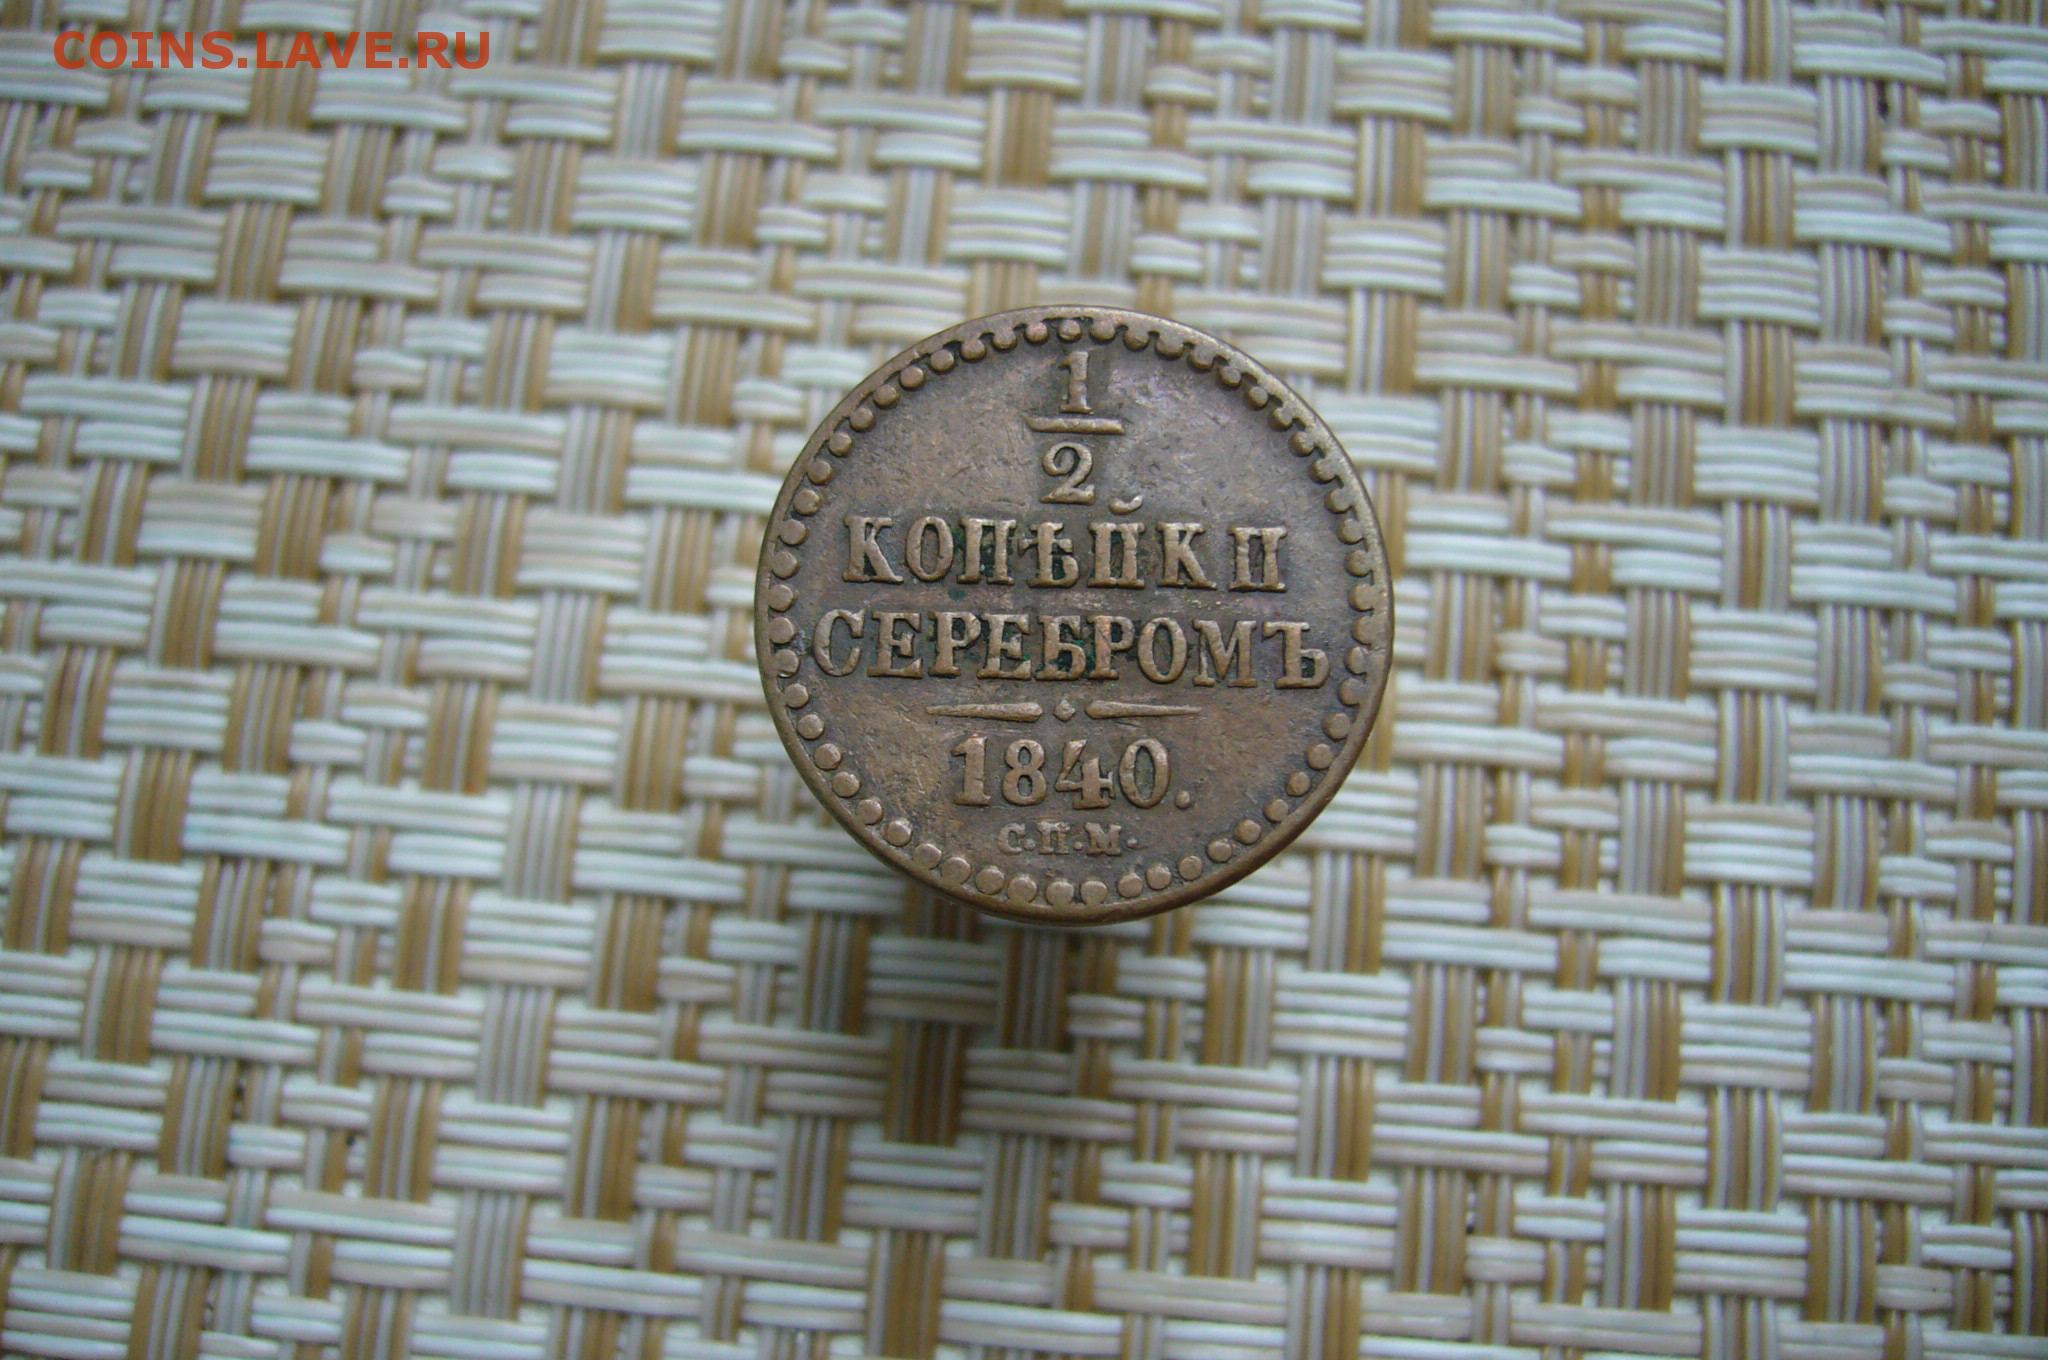 COINS.LAVE.RU
1
2
КОПѢЙКИ
СЕРЕБРОМЪ
1840.
С.П.М.